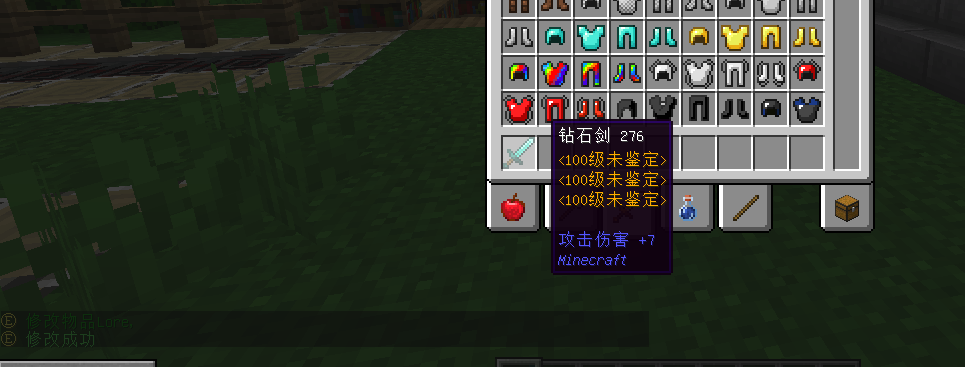 钻石剑 276
<100级未鉴定>
<100级未鉴定>
<100级未鉴定>
攻击伤害 +7
Minecraft
Ⓔ 修改物品Lore.
Ⓔ 修改成功